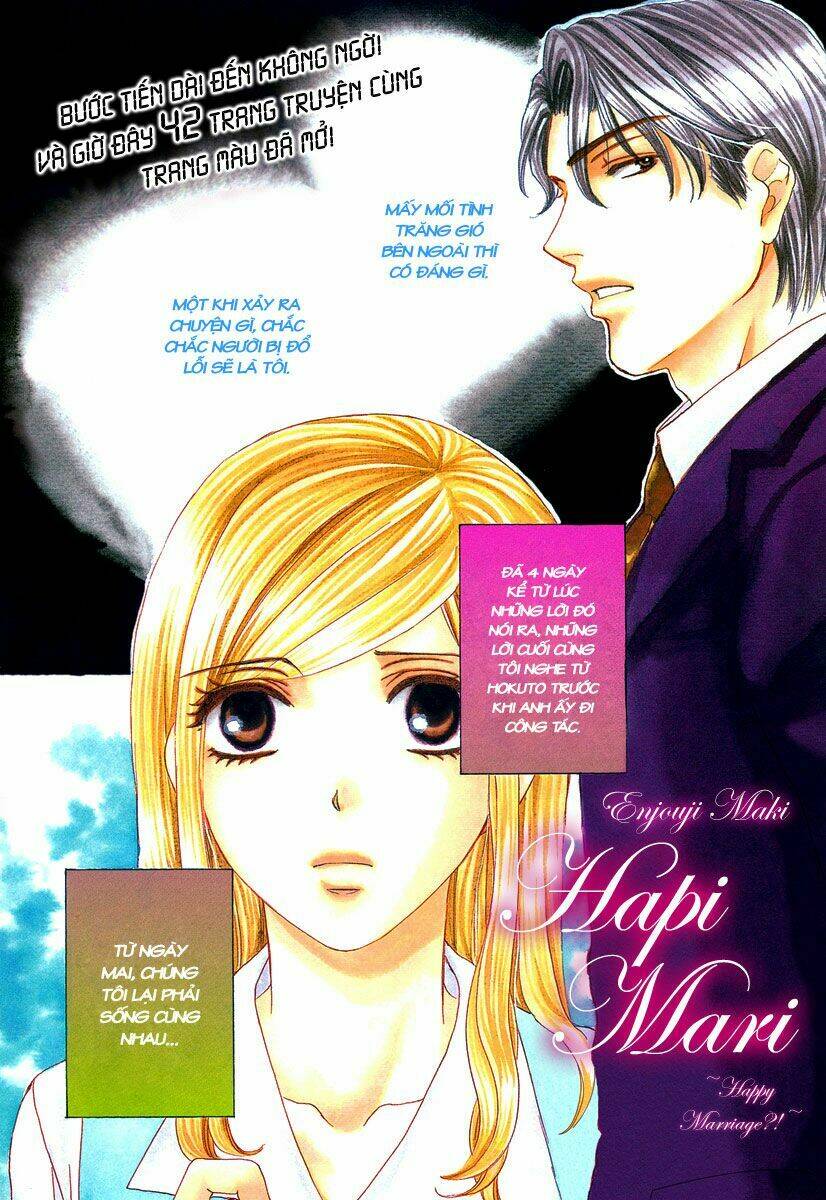 BƯỚC TIẾN DÀI ĐẾN KHÔNG NGỜI
VÀ GIỜ ĐÂY 42 TRANG TRUYỆN CÙNG
TRANG MÀU ĐÃ MỞ!
MẤY MỐI TÌNH
TRĂNG GIÓ
BÊN NGOÀI THÌ
CÓ ĐÁNG GÌ.
MỘT KHI XẢY RA
CHUYỆN GÌ, CHẮC
CHẮC NGƯỜI BỊ ĐỔ
LỖI SẼ LÀ TÔI.
ĐÃ 4 NGÀY
KỂ TỪ LÚC
NHỮNG LỜI ĐÓ
NÓI RA, NHỮNG
LỜI CUỐI CÙNG
TÔI NGHE TỪ
HOKUTO TRƯỚC
KHI ANH ẤY ĐI
CÔNG TÁC.
Enjouji Maki
Hapi
Mari
~Happy
Marriage?!~
TỪ NGÀY
MAI, CHÚNG
TÔI LẠI PHẢI
SỐNG CÙNG
NHAU...